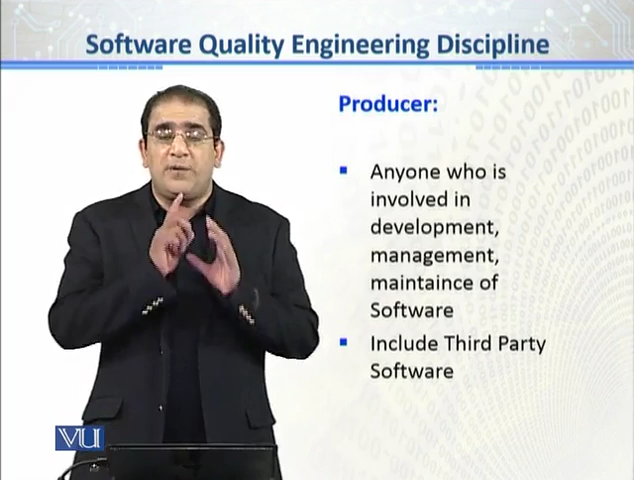 Software Quality Engineering Discipline
Producer:
Anyone who is
involved in
development,
management,
maintaince of
Software
Include Third Party
Software
VU